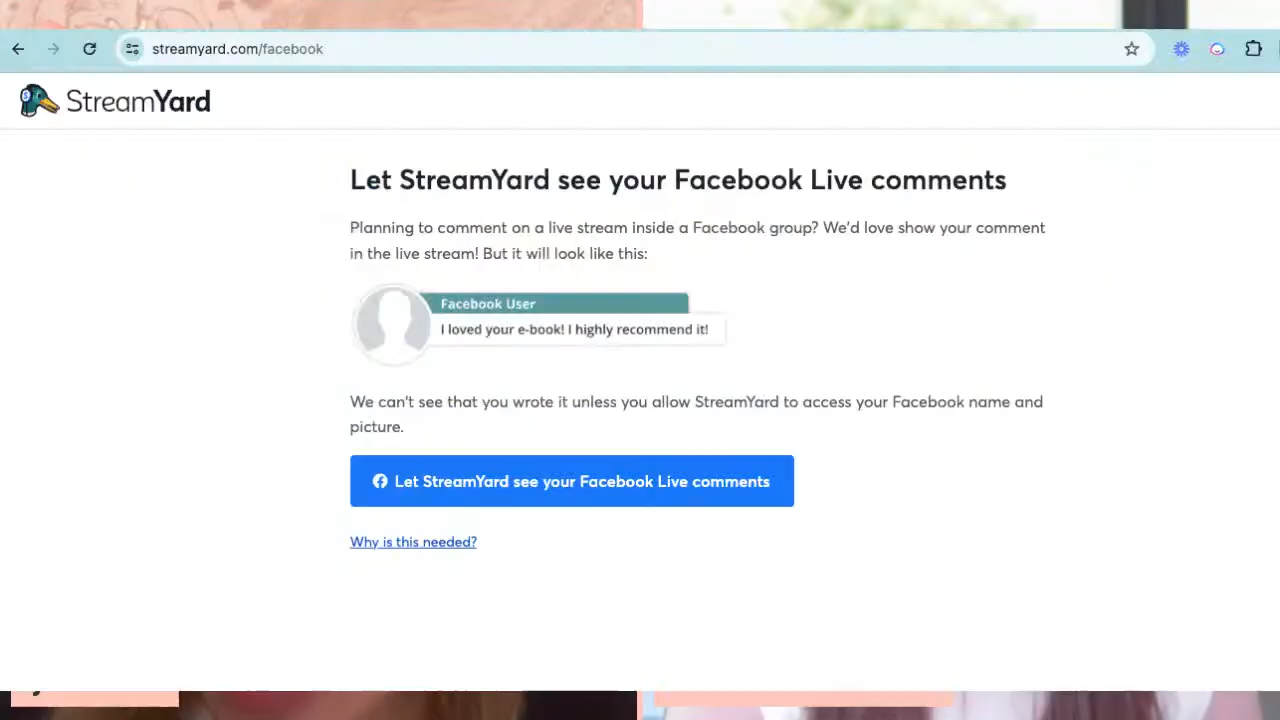 streamyard.com/facebook
StreamYard
Let StreamYard see your Facebook Live comments
Planning to comment on a live stream inside a Facebook group? We'd love show your comment
in the live stream! But it will look like this:
Facebook User
I loved your e-book! I highly recommend it!
We can't see that you wrote it unless you allow StreamYard to access your Facebook name and
picture.
Let StreamYard see your Facebook Live comments
Why is this needed?